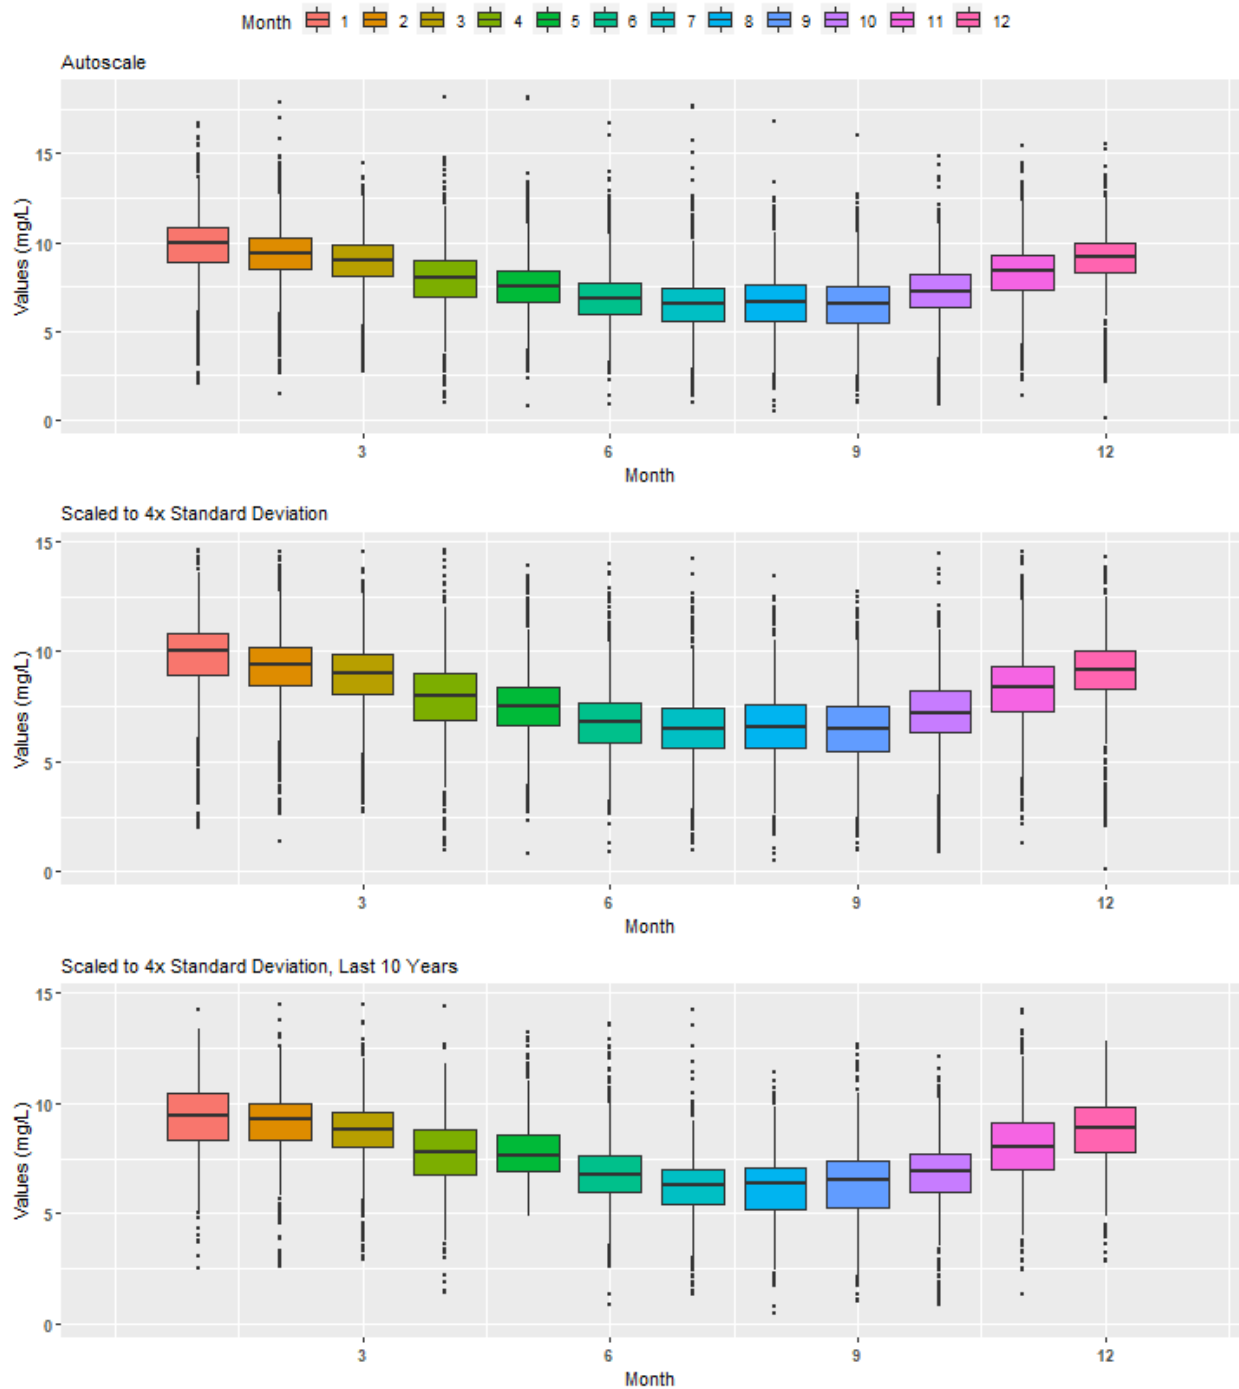 Month 1 2 3 4 5 6 7 8 9 10 11 12
Autoscale
Values (mg/L)
15
10
5
0
3 6 9 12
Month
Scaled to 4x Standard Deviation
Values (mg/L)
15
10
5
0
3 6 9 12
Month
Scaled to 4x Standard Deviation, Last 10 Years
Values (mg/L)
15
10
5
0
3 6 9 12
Month